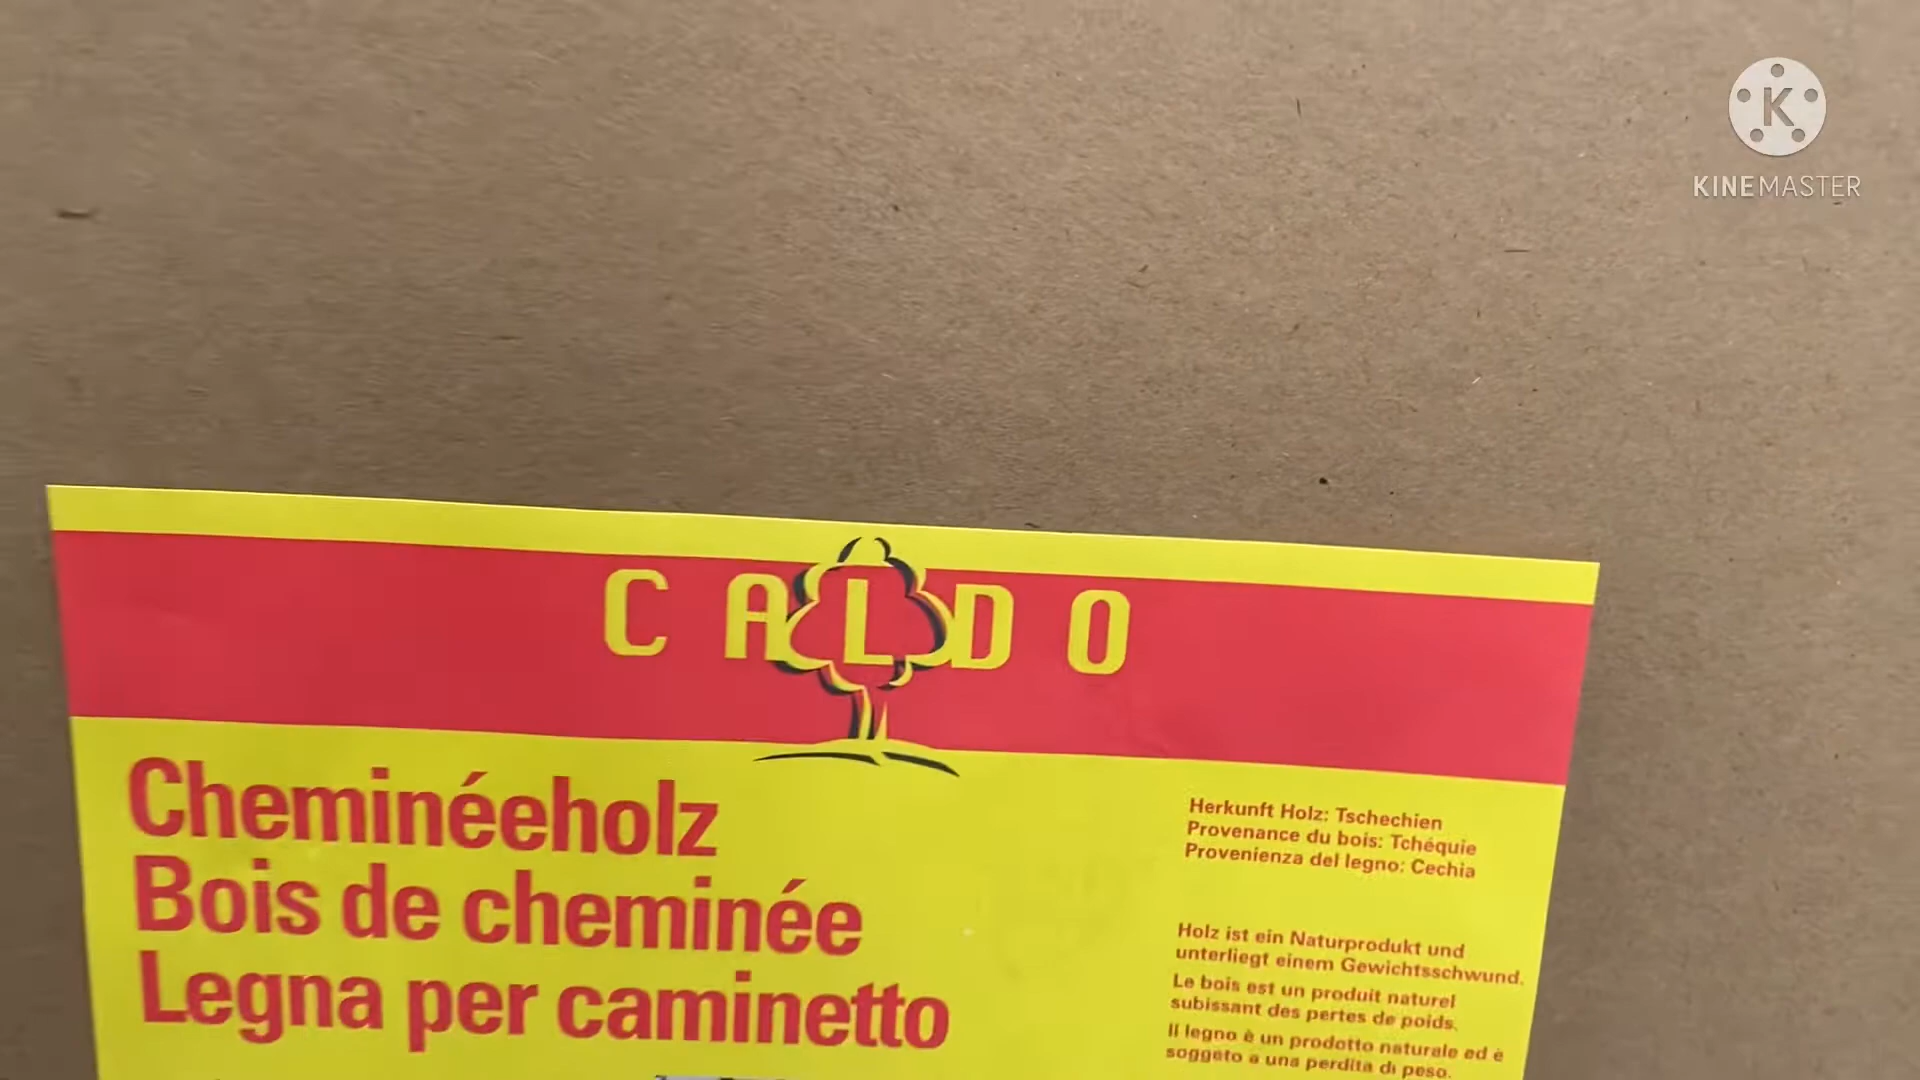 K
KINEMASTER
CALDO
Cheminéeholz
Bois de cheminée
Legna per caminetto
Herkunft Holz: Tschechien
Provenance du bois: Tchéquie
Provenienza del legno: Cechia
Holz ist ein Naturprodukt und
unterliegt einem Gewichtsschwund.
Le bois est un produit naturel
subissant des pertes de poids.
Il legno è un prodotto naturale ed è
soggeto a una perdita di peso.